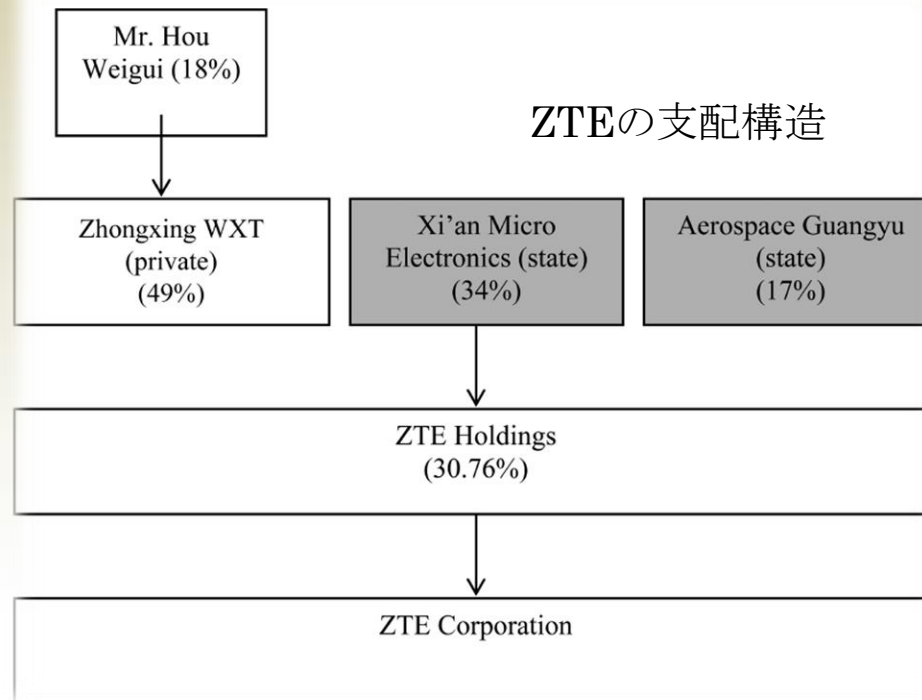 Mr. Hou
Weigui (18%)
ZTEの支配構造
Zhongxing WXT
(private)
(49%)
Xi’an Micro
Electronics (state)
(34%)
Aerospace Guangyu
(state)
(17%)
ZTE Holdings
(30.76%)
ZTE Corporation